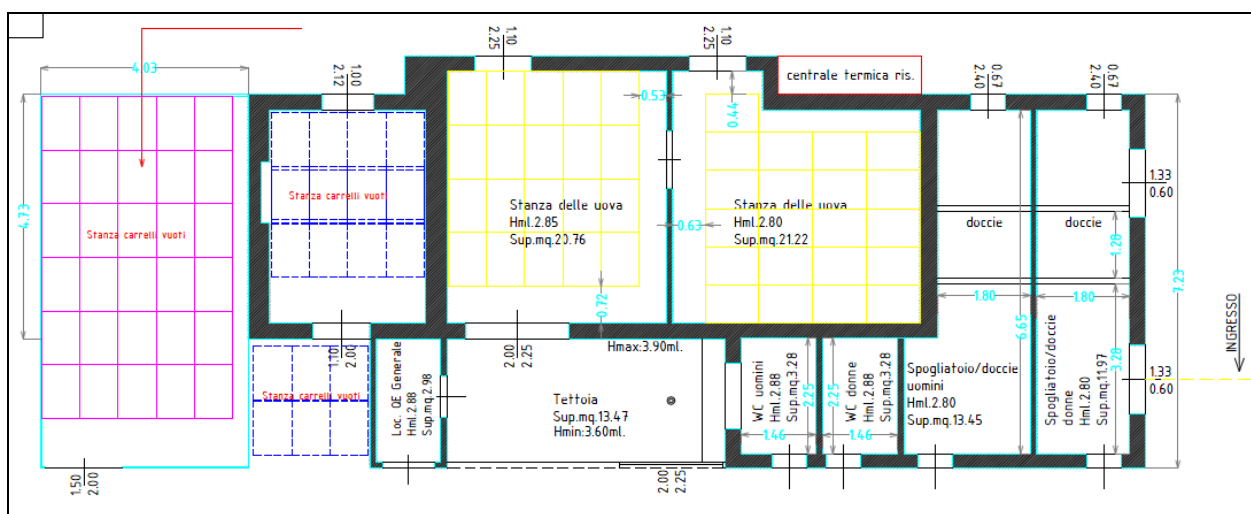 4.03
1.00
2.12
2.25
1.10
2.25
1.10
centrale termica ris.
2.40
0.67
2.40
0.67
0.53
0.44
4.73
Stanza carrelli vuoti
Stanza carrelli vuoti
Stanza delle uova
Hml.2.85
Sup.mq.20.76
0.63
Stanza delle uova
Hml.2.80
Sup.mq.21.22
doccie
doccie
1.28
1.33
0.60
7.23
0.72
1.80
1.80
6.65
3.28
INGRESSO
1.10
2.00
2.00
2.25
Hmax:3.90ml.
Stanza carrelli vuoti
Loc. QE Generale
Hml.2.88
Sup.mq.2.98
Tettoia
Sup.mq.13.47
Hmin:3.60ml.
WC uomini
Hml.2.88
Sup.mq.3.28
2.25
1.46
2.25
WC donne
Hml.2.88
Sup.mq.3.28
1.46
Spogliatoio/doccie
uomini
Hml.2.80
Sup.mq.13.45
Spogliatoio/doccie
donne
Hml.2.80
Sup.mq.11.97
1.33
0.60
1.50
2.00
2.00
2.25